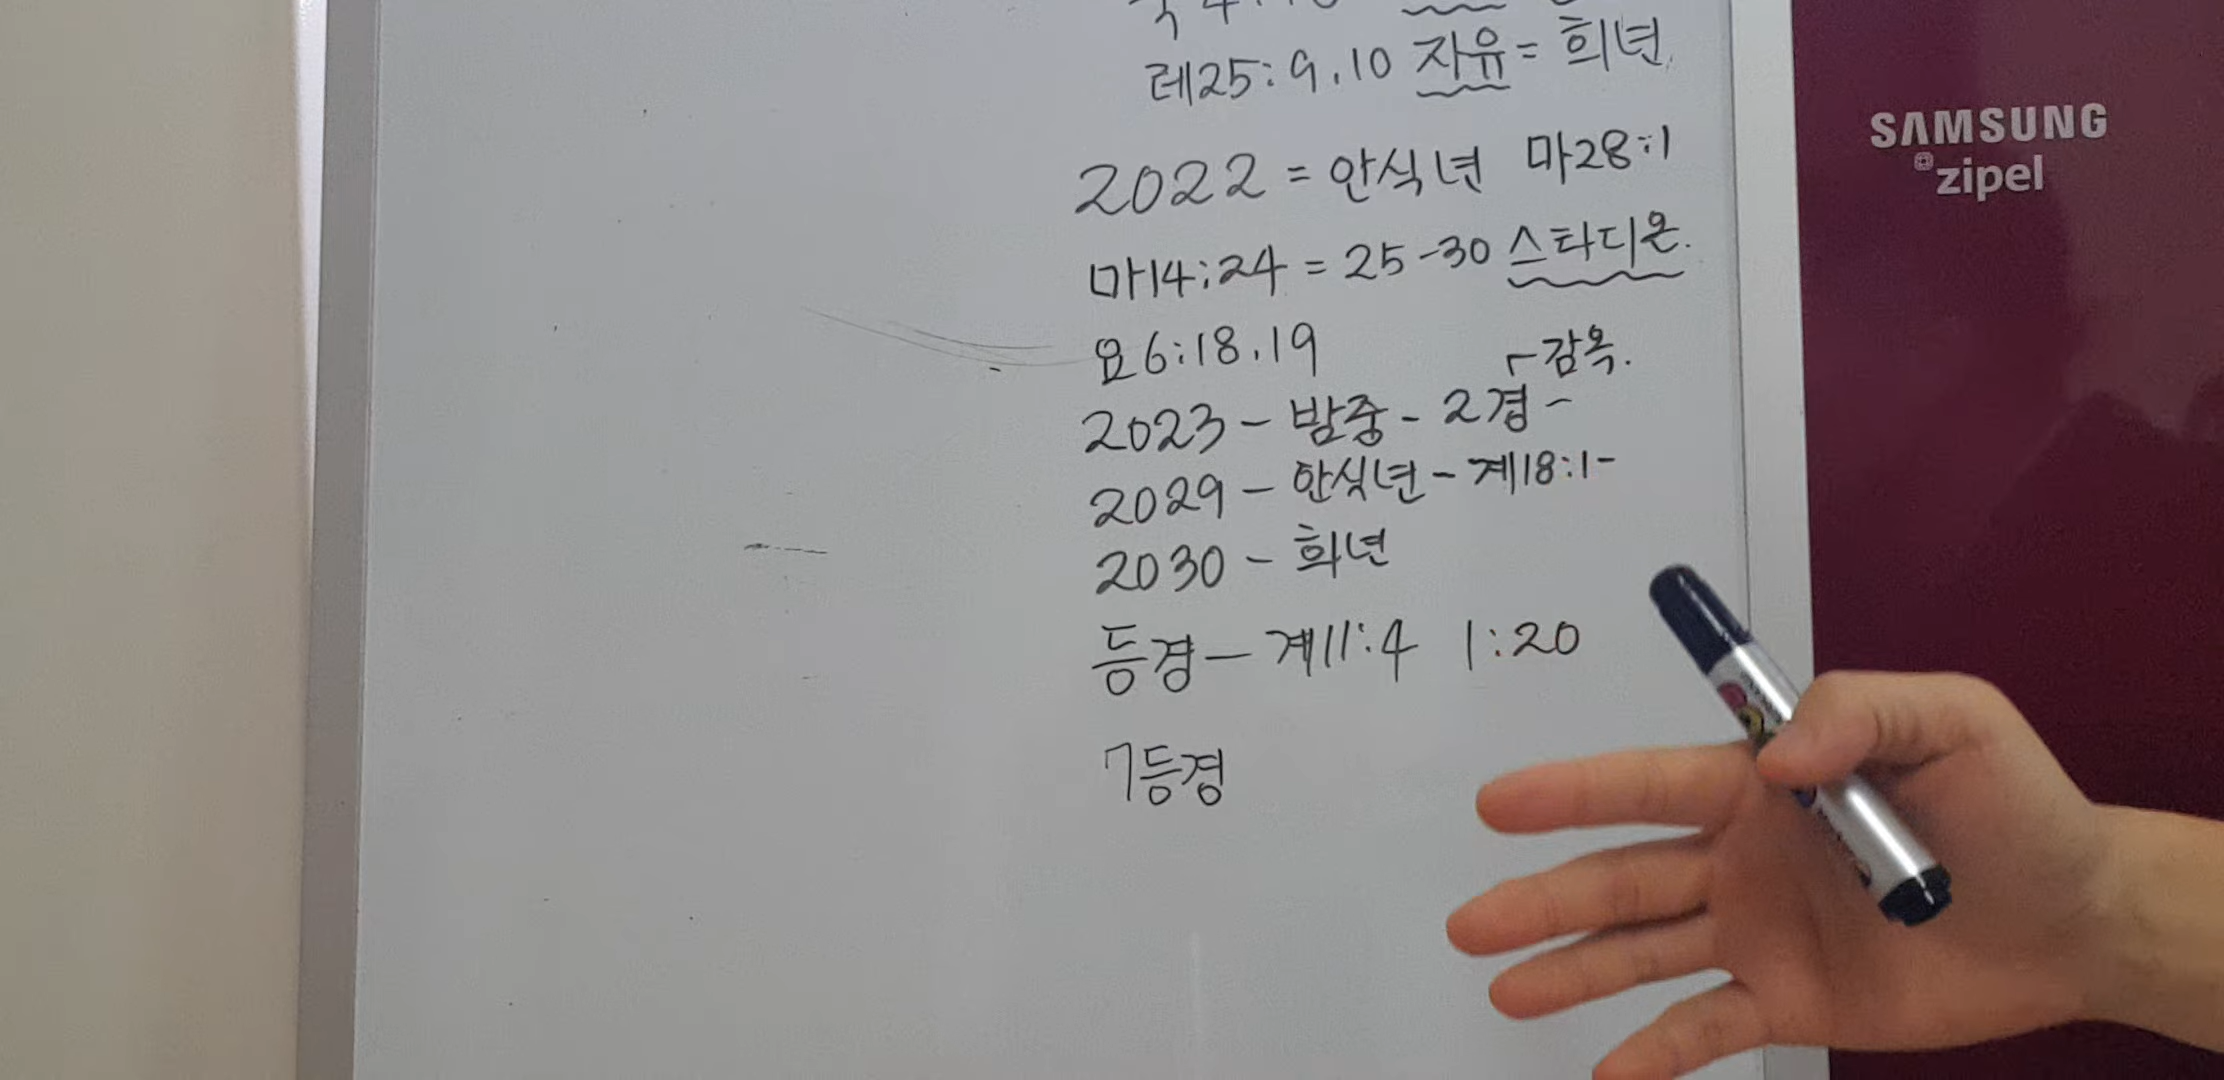 레25:9.10 자유 = 희년.
2022 = 안식년 마28:1
마14:24 = 25-30 스타디온.
요6:18.19
┌감옥.
2023 - 밤중 - 2경 -
2029 - 안식년 - 계18:1-
2030 - 희년
등경 - 계11:4 1:20
7등경
SAMSUNG
zipel